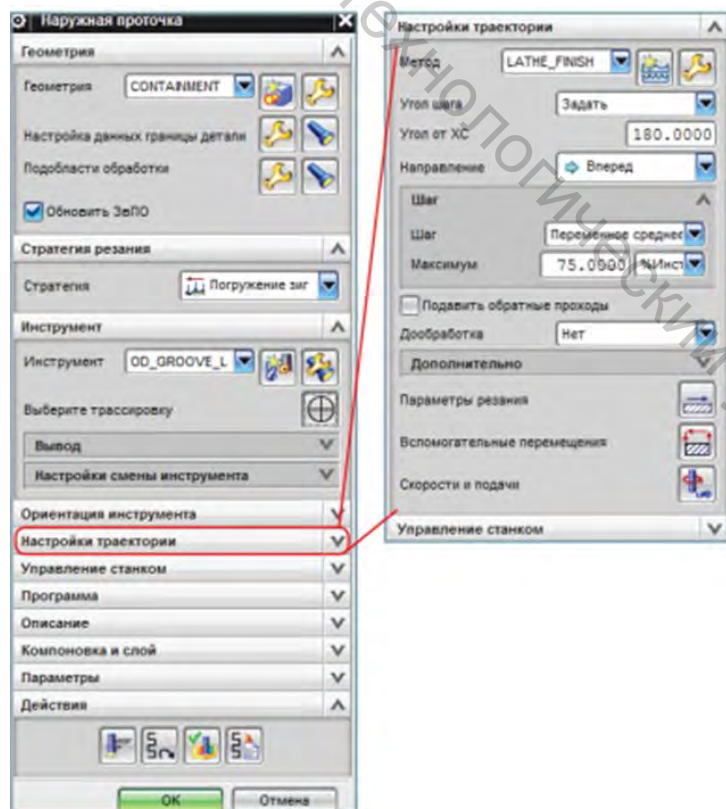 Наружная проточка
Геометрия
Геометрия CONTAINMENT
Настройка данных границы детали
Подобласти обработки
Обновить ЗвПО
Стратегия резания
Стратегия Погружение зиг
Инструмент
Инструмент OD_GROOVE_L
Выберите трассировку
Вывод
Настройки смены инструмента
Ориентация инструмента
Настройки траектории
Управление станком
Программа
Описание
Компоновка и слой
Параметры
Действия
OK Отмена
Настройки траектории
Метод LATHE_FINISH
Угол шага Задать
Угол от XC 180.0000
Направление Вперед
Шаг
Шаг Переменное среднее
Максимум 75.0000 %Инст
Подавить обратные проходы
Дообработка Нет
Дополнительно
Параметры резания
Вспомогательные перемещения
Скорости и подачи
Управление станком